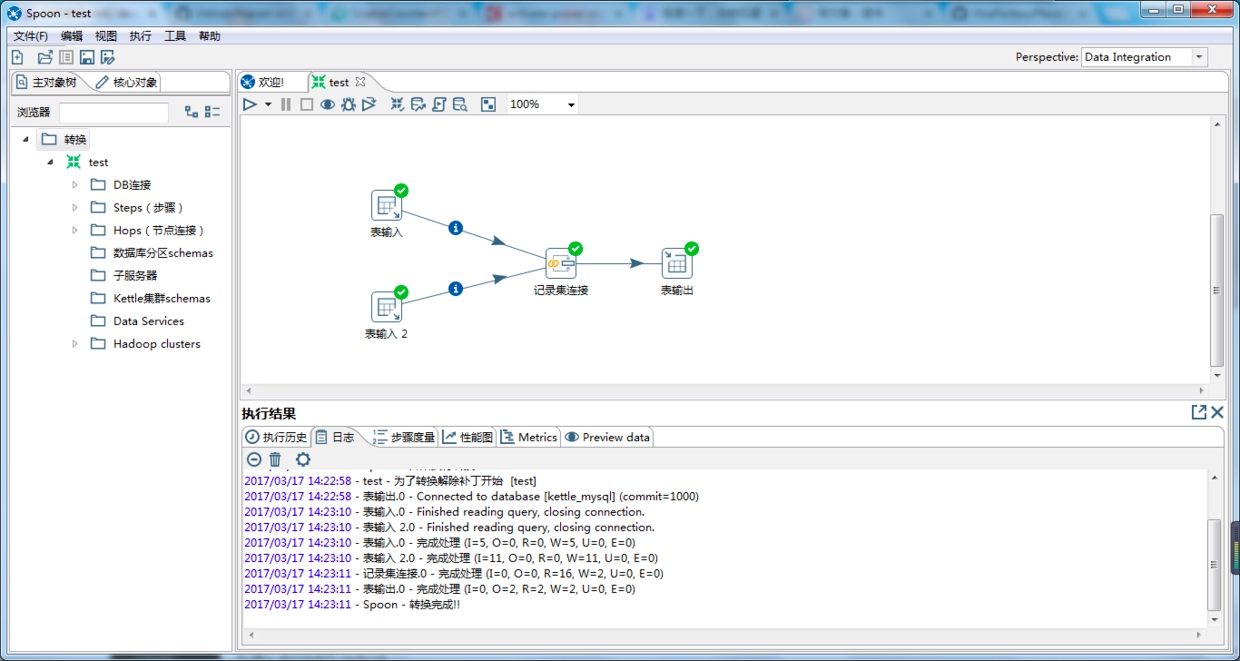 Spoon - test
文件(F) 编辑 视图 执行 工具 帮助
Perspective: Data Integration
主对象树 核心对象
浏览器
转换
test
DB连接
Steps（步骤）
Hops（节点连接）
数据库分区schemas
子服务器
Kettle集群schemas
Data Services
Hadoop clusters
欢迎! test
100%
表输入
表输入 2
记录集连接
表输出
执行结果
执行历史 日志 步骤度量 性能图 Metrics Preview data
2017/03/17 14:22:58 - test - 为了转换解除补丁开始 [test]
2017/03/17 14:22:58 - 表输出.0 - Connected to database [kettle_mysql] (commit=1000)
2017/03/17 14:23:10 - 表输入.0 - Finished reading query, closing connection.
2017/03/17 14:23:10 - 表输入 2.0 - Finished reading query, closing connection.
2017/03/17 14:23:10 - 表输入.0 - 完成处理 (I=5, O=0, R=0, W=5, U=0, E=0)
2017/03/17 14:23:10 - 表输入 2.0 - 完成处理 (I=11, O=0, R=0, W=11, U=0, E=0)
2017/03/17 14:23:11 - 记录集连接.0 - 完成处理 (I=0, O=0, R=16, W=2, U=0, E=0)
2017/03/17 14:23:11 - 表输出.0 - 完成处理 (I=0, O=2, R=2, W=2, U=0, E=0)
2017/03/17 14:23:11 - Spoon - 转换完成!!